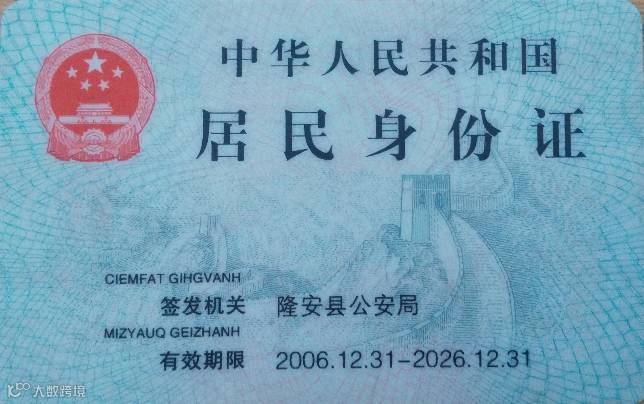 中华人民共和国
居民身份证
CIEMFAT GIHGVANH
签发机关 隆安县公安局
MIZYAUQ GEIZHANH
有效期限 2006.12.31-2026.12.31
大数跨境